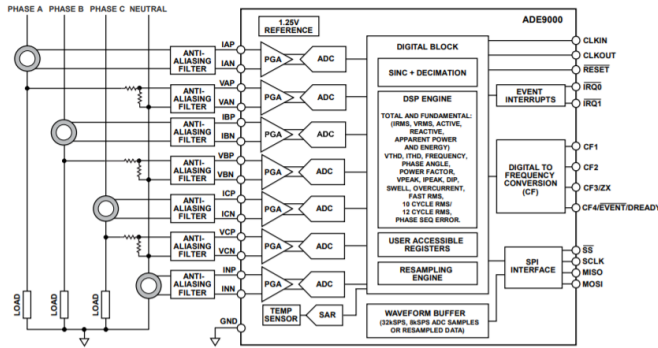 PHASE A PHASE B PHASE C NEUTRAL
ADE9000
1.25V
REFERENCE
ANTI-
ALIASING
FILTER
IAP
IAN
PGA
ADC
ANTI-
ALIASING
FILTER
VAP
VAN
PGA
ADC
ANTI-
ALIASING
FILTER
IBP
IBN
PGA
ADC
ANTI-
ALIASING
FILTER
VBP
VBN
PGA
ADC
ANTI-
ALIASING
FILTER
ICP
ICN
PGA
ADC
ANTI-
ALIASING
FILTER
VCP
VCN
PGA
ADC
ANTI-
ALIASING
FILTER
INP
INN
PGA
ADC
LOAD
LOAD
LOAD
GND
TEMP
SENSOR
SAR
DIGITAL BLOCK
SINC + DECIMATION
DSP ENGINE
TOTAL AND FUNDAMENTAL:
(IRMS, VRMS, ACTIVE,
REACTIVE,
APPARENT POWER
AND ENERGY)
VTHD, ITHD, FREQUENCY,
PHASE ANGLE,
POWER FACTOR,
VPEAK, IPEAK, DIP,
SWELL, OVERCURRENT,
FAST RMS,
10 CYCLE RMS/
12 CYCLE RMS,
PHASE SEQ ERROR.
USER ACCESSIBLE
REGISTERS
RESAMPLING
ENGINE
WAVEFORM BUFFER
(32kSPS, 8kSPS ADC SAMPLES
OR RESAMPLED DATA)
EVENT
INTERRUPTS
DIGITAL TO
FREQUENCY
CONVERSION
(CF)
SPI
INTERFACE
CLKIN
CLKOUT
RESET
IRQ0
IRQ1
CF1
CF2
CF3/ZX
CF4/EVENT/DREADY
SS
SCLK
MISO
MOSI